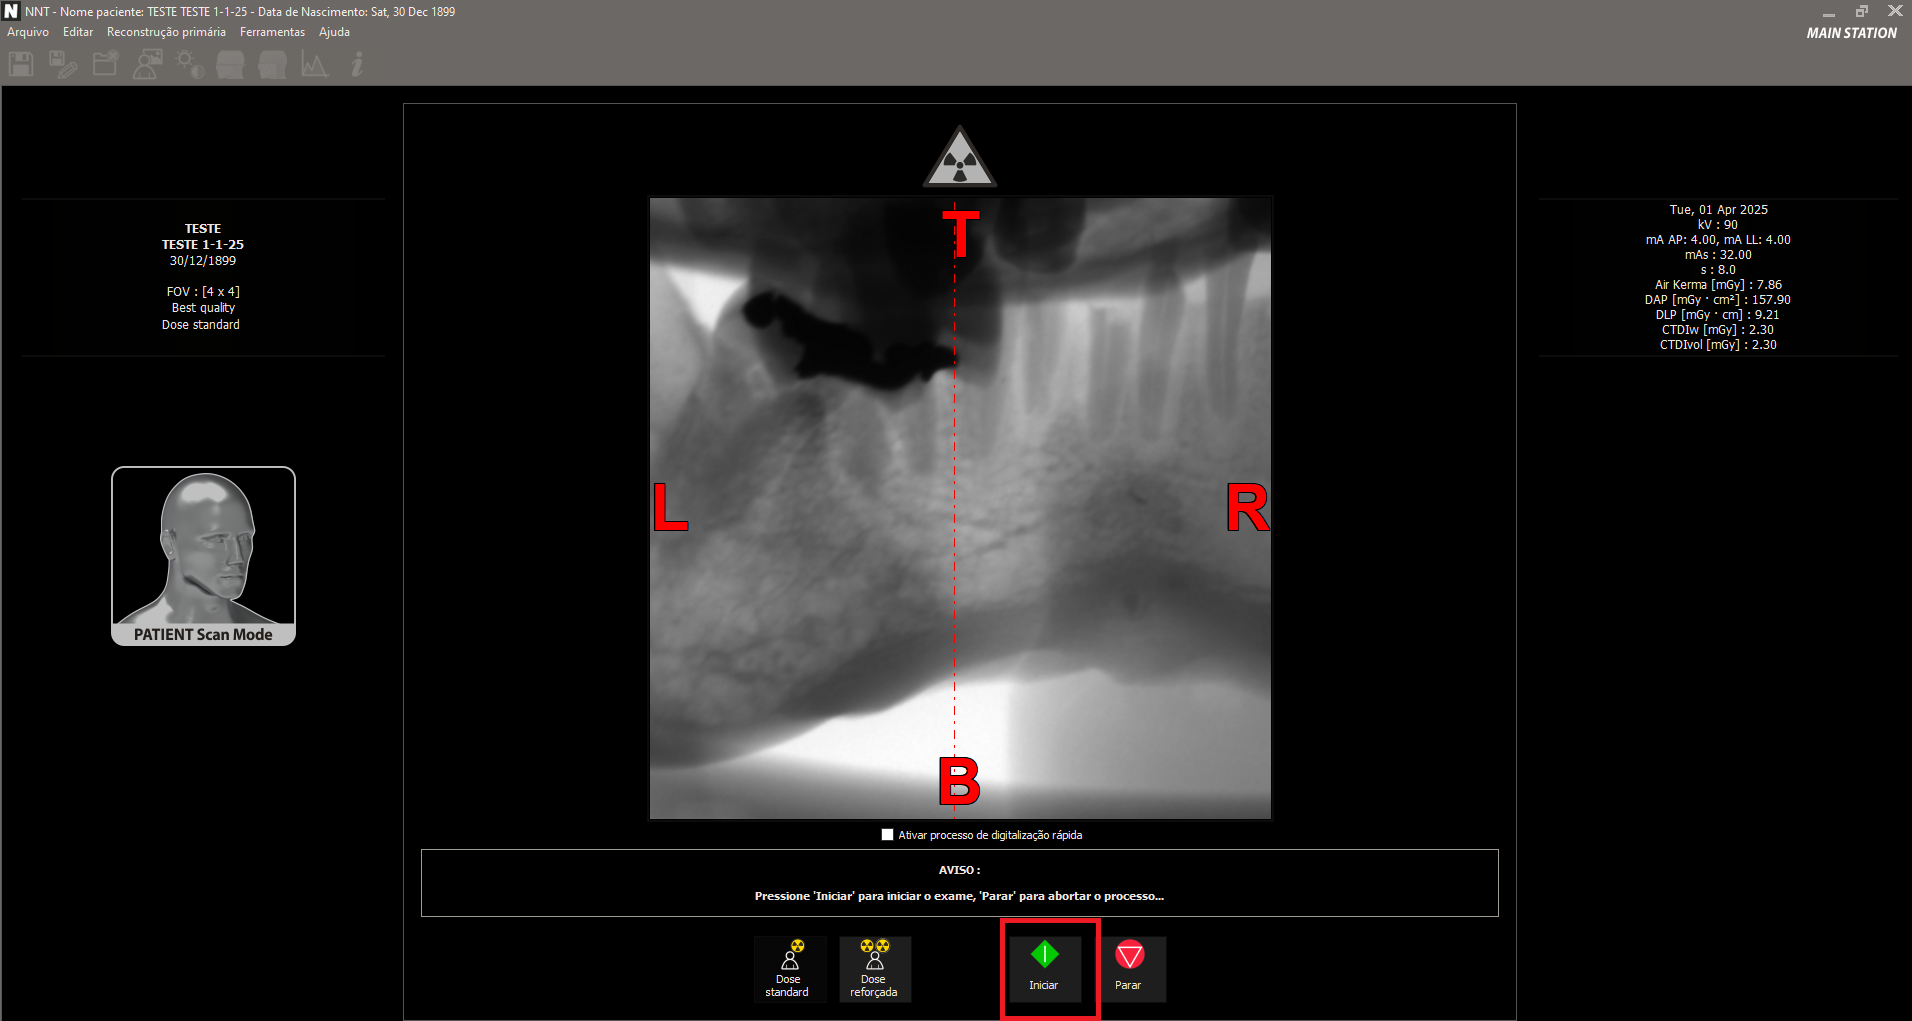 NNT - Nome paciente: TESTE TESTE 1-1-25 - Data de Nascimento: Sat, 30 Dec 1899
Arquivo Editar Reconstrução primária Ferramentas Ajuda
MAIN STATION
TESTE
TESTE 1-1-25
30/12/1899
FOV : [4 x 4]
Best quality
Dose standard
PATIENT Scan Mode
T
L
R
B
Tue, 01 Apr 2025
kV : 90
mA AP: 4.00, mA LL: 4.00
mAs : 32.00
s : 8.0
Air Kerma [mGy] : 7.86
DAP [mGy · cm²] : 157.90
DLP [mGy · cm] : 9.21
CTDIw [mGy] : 2.30
CTDIvol [mGy] : 2.30
Ativar processo de digitalização rápida
AVISO :
Pressione 'Iniciar' para iniciar o exame, 'Parar' para abortar o processo...
Dose
standard
Dose
reforçada
Iniciar
Parar